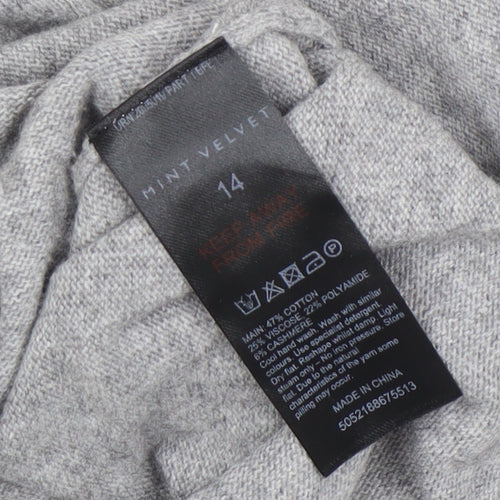 MINT VELVET
14
KEEP AWAY
FROM FIRE
MAIN: 47% COTTON
25% VISCOSE 22% POLYAMIDE
6% CASHMERE
Cool hand wash. Wash with similar
colours. Use specialist detergent
Dry flat. Reshape whilst damp. Light
steam only - No iron pressure. Store
flat. Due to the natural
characteristics of the yarn some
pilling may occur.
MADE IN CHINA
5052188675513